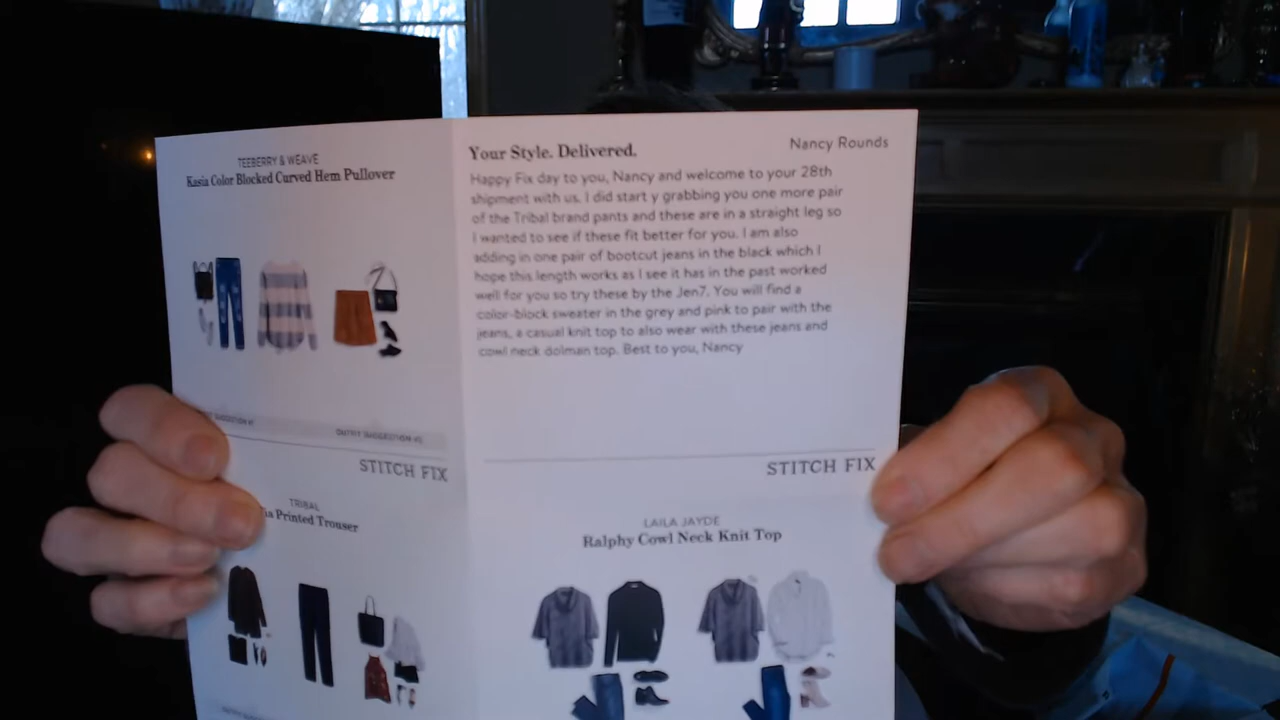 TEEBERRY & WEAVE
Kasia Color Blocked Curved Hem Pullover
OUTFIT SUGGESTION #2
STITCH FIX
TRIBAL
Printed Trouser
Your Style. Delivered.
Nancy Rounds
Happy Fix day to you, Nancy and welcome to your 28th
shipment with us. I did start y grabbing you one more pair
of the Tribal brand pants and these are in a straight leg so
I wanted to see if these fit better for you. I am also
adding in one pair of bootcut jeans in the black which I
hope this length works as I see it has in the past worked
well for you so try these by the Jen7. You will find a
color-block sweater in the grey and pink to pair with the
jeans, a casual knit top to also wear with these jeans and
cowl neck dolman top. Best to you, Nancy
STITCH FIX
LAILA JAYDE
Ralphy Cowl Neck Knit Top